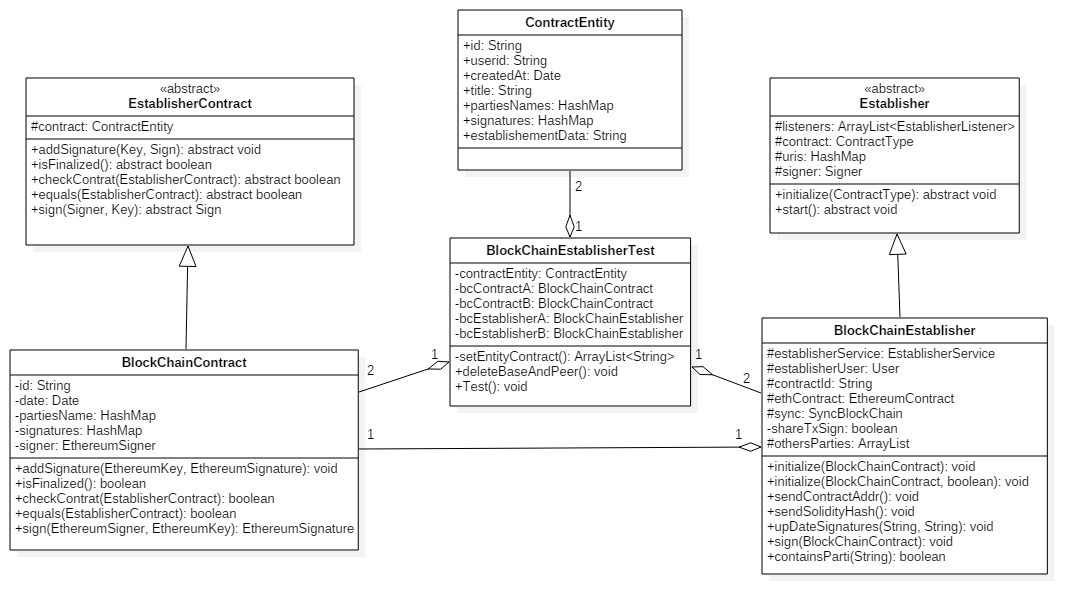 ContractEntity
+id: String
+userid: String
+createdAt: Date
+title: String
+partiesNames: HashMap
+signatures: HashMap
+establishementData: String
«abstract»
EstablisherContract
#contract: ContractEntity
+addSignature(Key, Sign): abstract void
+isFinalized(): abstract boolean
+checkContrat(EstablisherContract): abstract boolean
+equals(EstablisherContract): abstract boolean
+sign(Signer, Key): abstract Sign
«abstract»
Establisher
#listeners: ArrayList<EstablisherListener>
#contract: ContractType
#uris: HashMap
#signer: Signer
+initialize(ContractType): abstract void
+start(): abstract void
2
1
BlockChainEstablisherTest
-contractEntity: ContractEntity
-bcContractA: BlockChainContract
-bcContractB: BlockChainContract
-bcEstablisherA: BlockChainEstablisher
-bcEstablisherB: BlockChainEstablisher
-setEntityContract(): ArrayList<String>
+deleteBaseAndPeer(): void
+Test(): void
1
2
1
2
1
1
BlockChainContract
-id: String
-date: Date
-partiesName: HashMap
-signatures: HashMap
-signer: EthereumSigner
+addSignature(EthereumKey, EthereumSignature): void
+isFinalized(): boolean
+checkContrat(EstablisherContract): boolean
+equals(EstablisherContract): boolean
+sign(EthereumSigner, EthereumKey): EthereumSignature
BlockChainEstablisher
#establisherService: EstablisherService
#establisherUser: User
#contractId: String
#ethContract: EthereumContract
#sync: SyncBlockChain
-shareTxSign: boolean
#othersParties: ArrayList
+initialize(BlockChainContract): void
+initialize(BlockChainContract, boolean): void
+sendContractAddr(): void
+sendSolidityHash(): void
+upDateSignatures(String, String): void
+sign(BlockChainContract): void
+containsParti(String): boolean